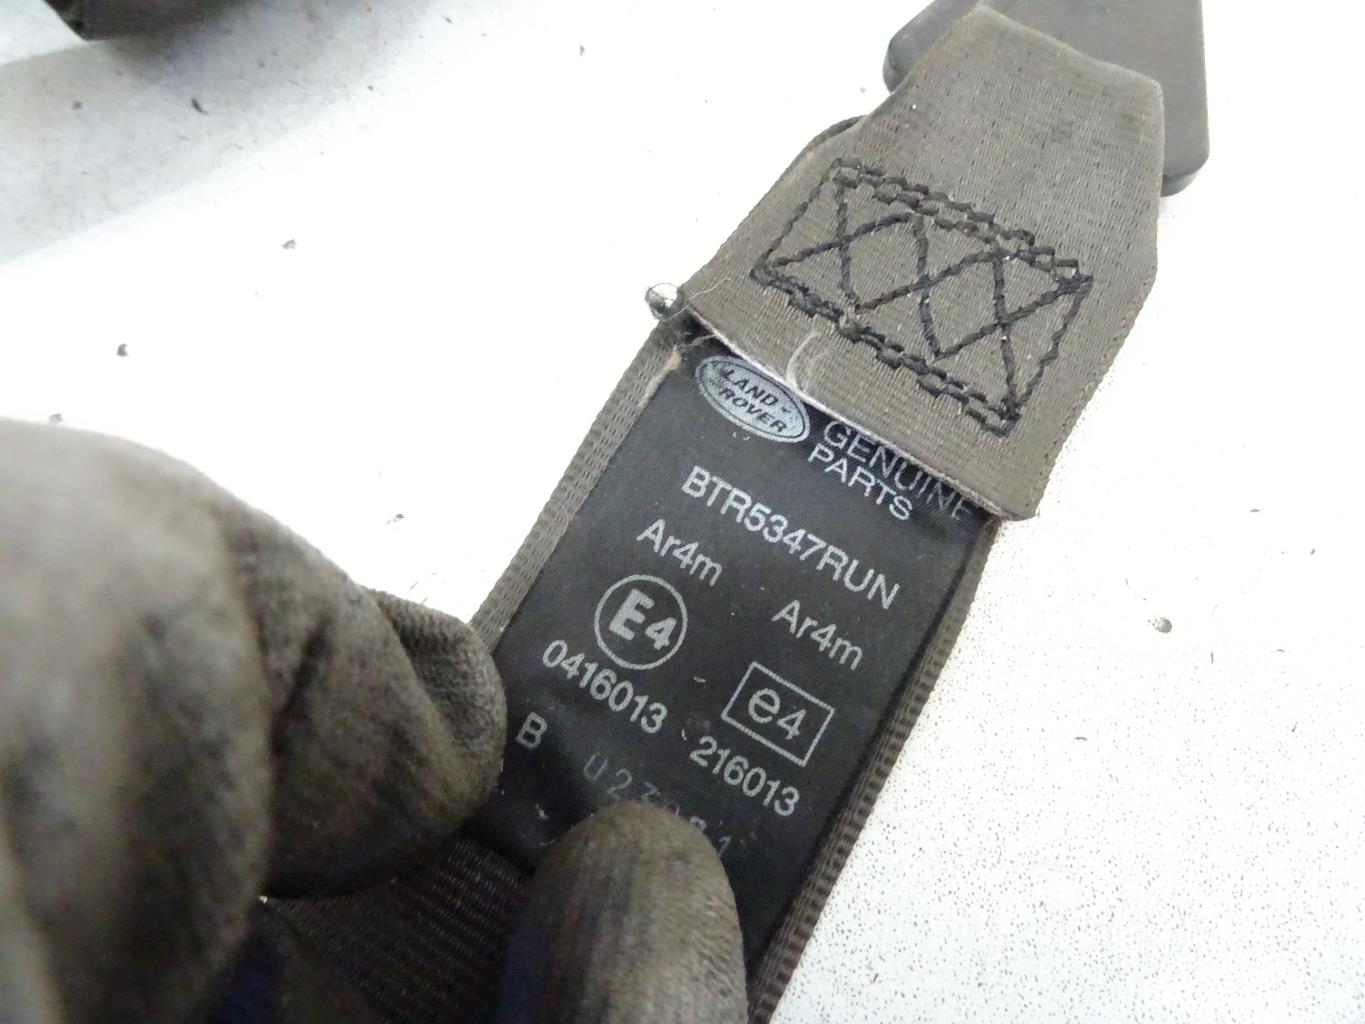 LAND
ROVER
GENUINE
PARTS
BTR5347RUN
Ar4m Ar4m
E4 e4
0416013 216013
B